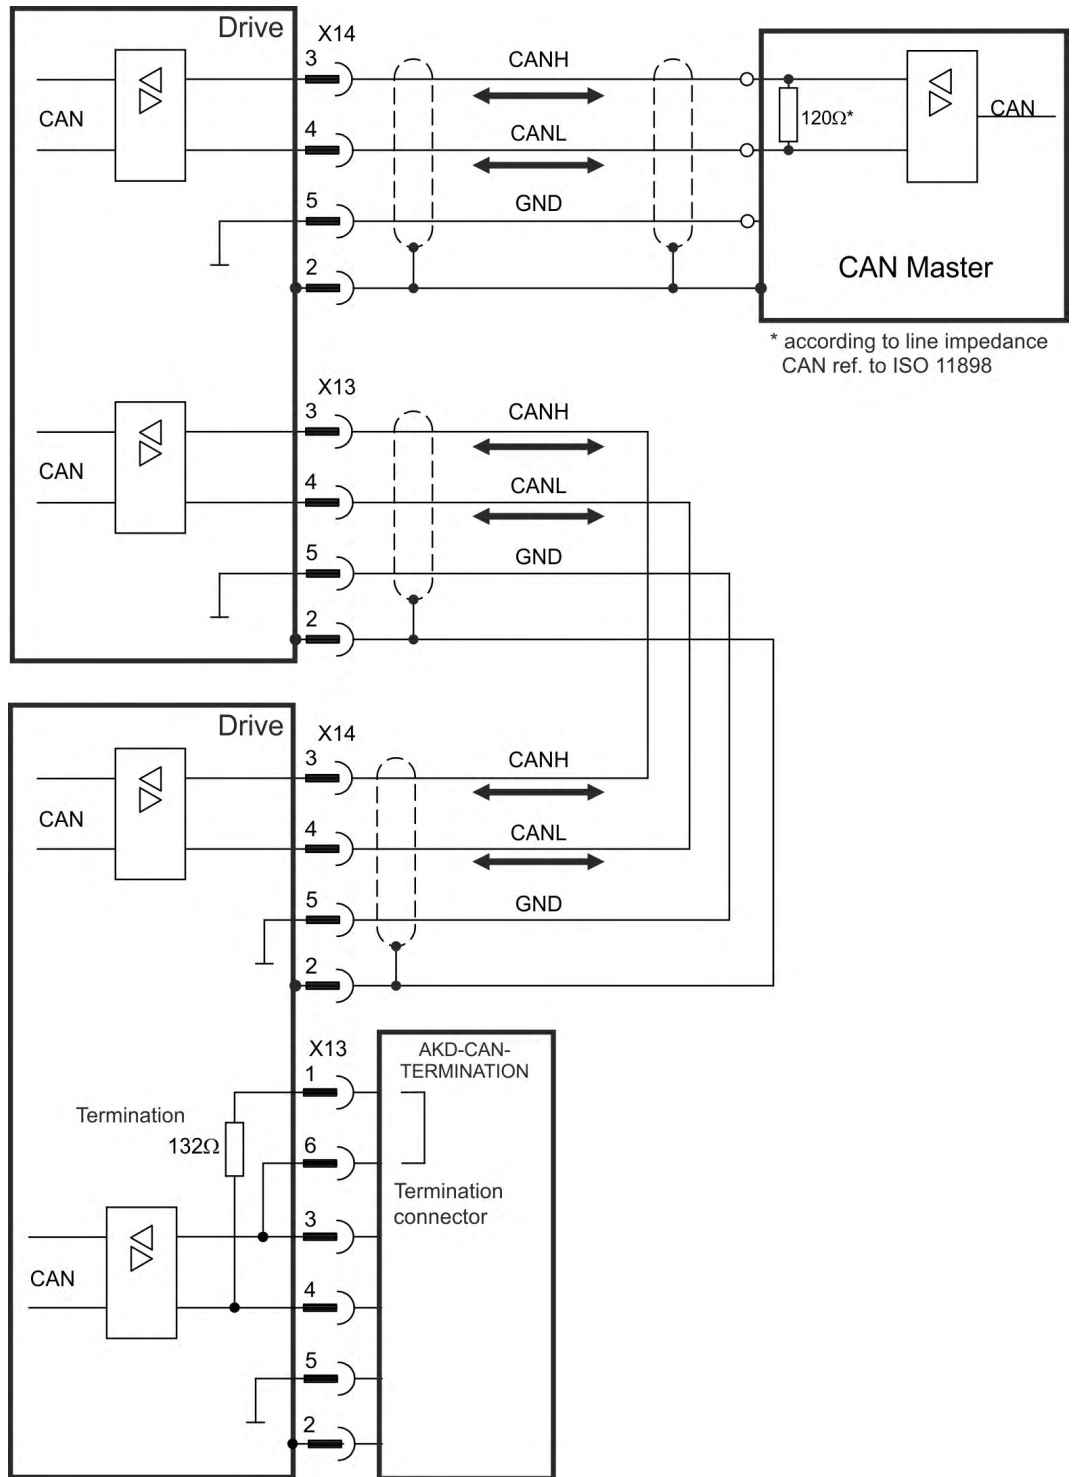 Drive
X14
3
CANH
CAN
120Ω*
CAN
4
CANL
5
GND
2
CAN Master
* according to line impedance
CAN ref. to ISO 11898
X13
3
CANH
CAN
4
CANL
5
GND
2
Drive
X14
3
CANH
CAN
4
CANL
5
GND
2
X13
AKD-CAN-
TERMINATION
1
Termination
132Ω
6
Termination
connector
3
CAN
4
5
2